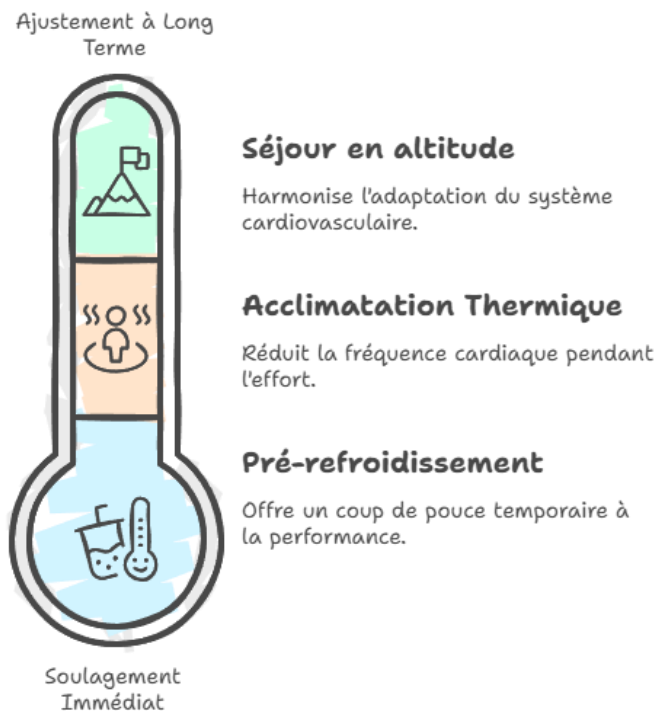 Ajustement à Long
Terme
Séjour en altitude
Harmonise l'adaptation du système
cardiovasculaire.
Acclimatation Thermique
Réduit la fréquence cardiaque pendant
l'effort.
Pré-refroidissement
Offre un coup de pouce temporaire à
la performance.
Soulagement
Immédiat